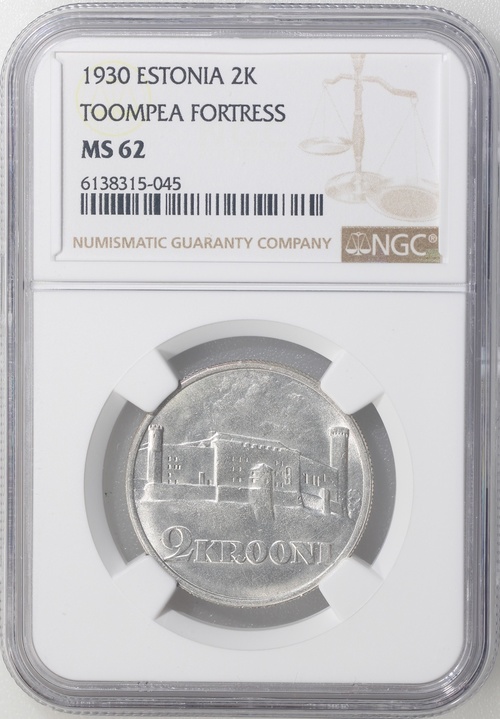 1930 ESTONIA 2K
TOOMPEA FORTRESS
MS 62
6138315-045
NUMISMATIC GUARANTY COMPANY
NGC®
2 KROONI